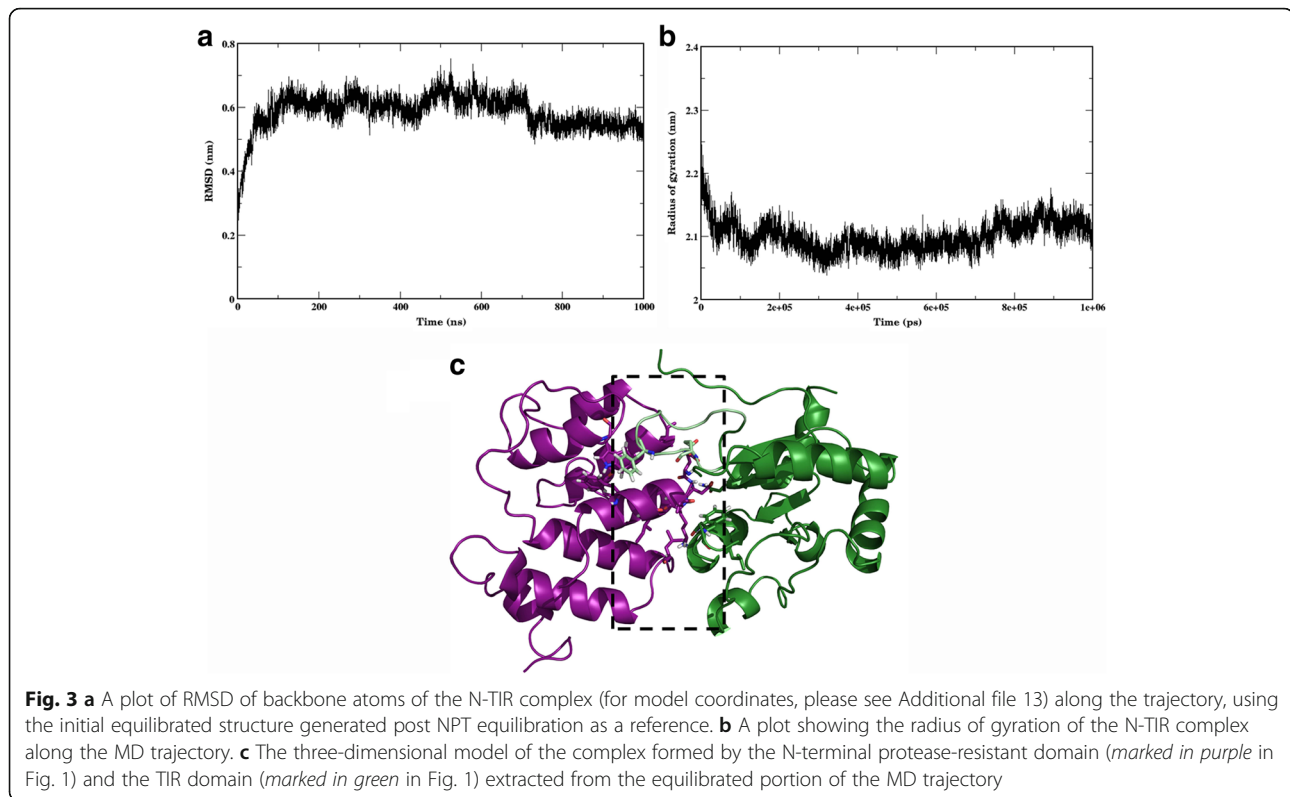 a
0.8
0.6
0.4
0.2
0
RMSD (nm)
0 200 400 600 800 1000
Time (ns)
b
2.4
2.3
2.2
2.1
2
Radius of gyration (nm)
2e+05 4e+05 6e+05 8e+05 1e+06
Time (ps)
c
Fig. 3 a A plot of RMSD of backbone atoms of the N-TIR complex (for model coordinates, please see Additional file 13) along the trajectory, using
the initial equilibrated structure generated post NPT equilibration as a reference. b A plot showing the radius of gyration of the N-TIR complex
along the MD trajectory. c The three-dimensional model of the complex formed by the N-terminal protease-resistant domain (marked in purple in
Fig. 1) and the TIR domain (marked in green in Fig. 1) extracted from the equilibrated portion of the MD trajectory